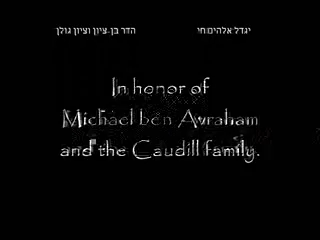 יגדל אלהים חי
הדר בן-ציון וציון גולן
In honor of
Michael ben Avraham
and the Caudill family.